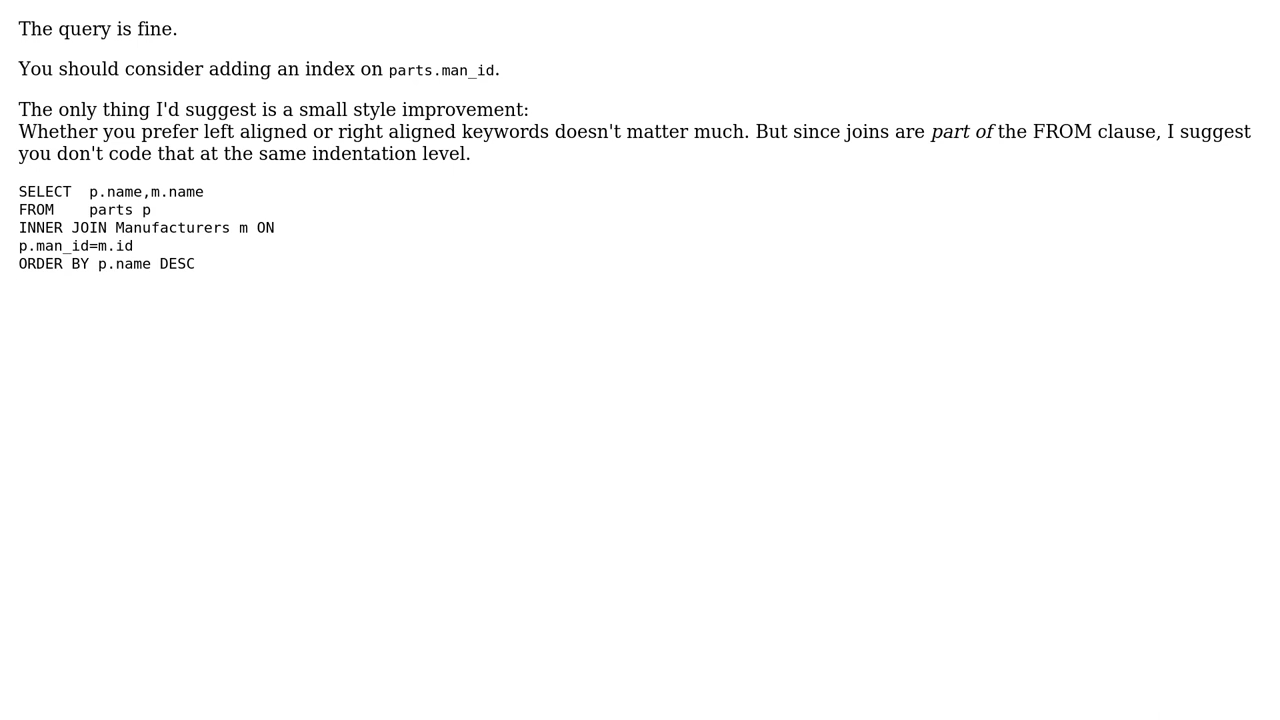 The query is fine.
You should consider adding an index on parts.man_id.
The only thing I'd suggest is a small style improvement:
Whether you prefer left aligned or right aligned keywords doesn't matter much. But since joins are part of the FROM clause, I suggest
you don't code that at the same indentation level.
SELECT  p.name,m.name
FROM    parts p
INNER JOIN Manufacturers m ON
p.man_id=m.id
ORDER BY p.name DESC